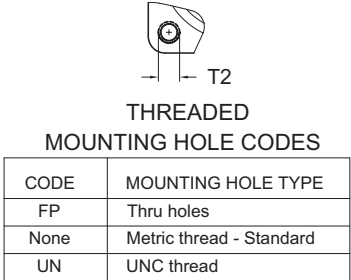 T2
THREADED
MOUNTING HOLE CODES
CODE MOUNTING HOLE TYPE
FP Thru holes
None Metric thread - Standard
UN UNC thread